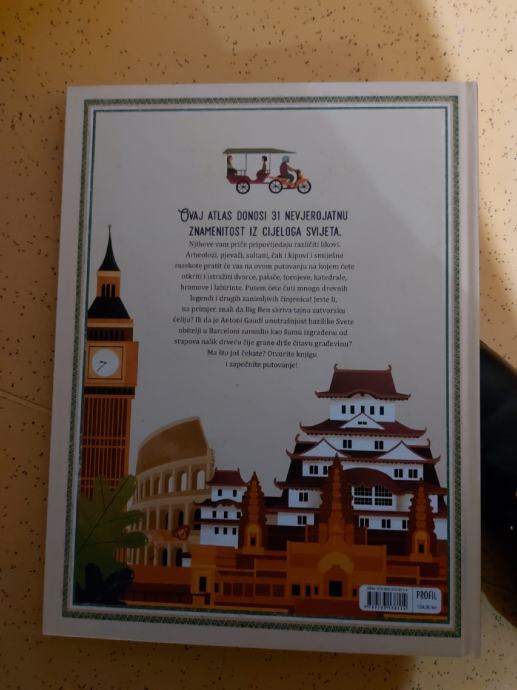 OVAJ ATLAS DONOSI 31 NEVJEROJATNU
ZNAMENITOST IZ CIJELOGA SVIJETA.
Njihove vam priče pripovijedaju različiti likovi.
Arheolozi, pjevači, sultani, čak i kipovi i smiješne
maskote pratit će vas na ovom putovanju na kojem ćete
otkriti i istražiti dvorce, palače, tornjeve, katedrale,
hramove i labirinte. Putem ćete čuti mnogo drevnih
legendi i drugih zanimljivih činjenica! Jeste li,
na primjer, znali da Big Ben skriva tajnu zatvorsku
ćeliju? Ili da je Antoni Gaudí unutrašnjost bazilike Svete
obitelji u Barceloni zamislio kao šumu izgrađenu od
stupova nalik drveću čije grane drže čitavu građevinu?
Ma što još čekate? Otvorite knjigu
i započnite putovanje!
PROFIL